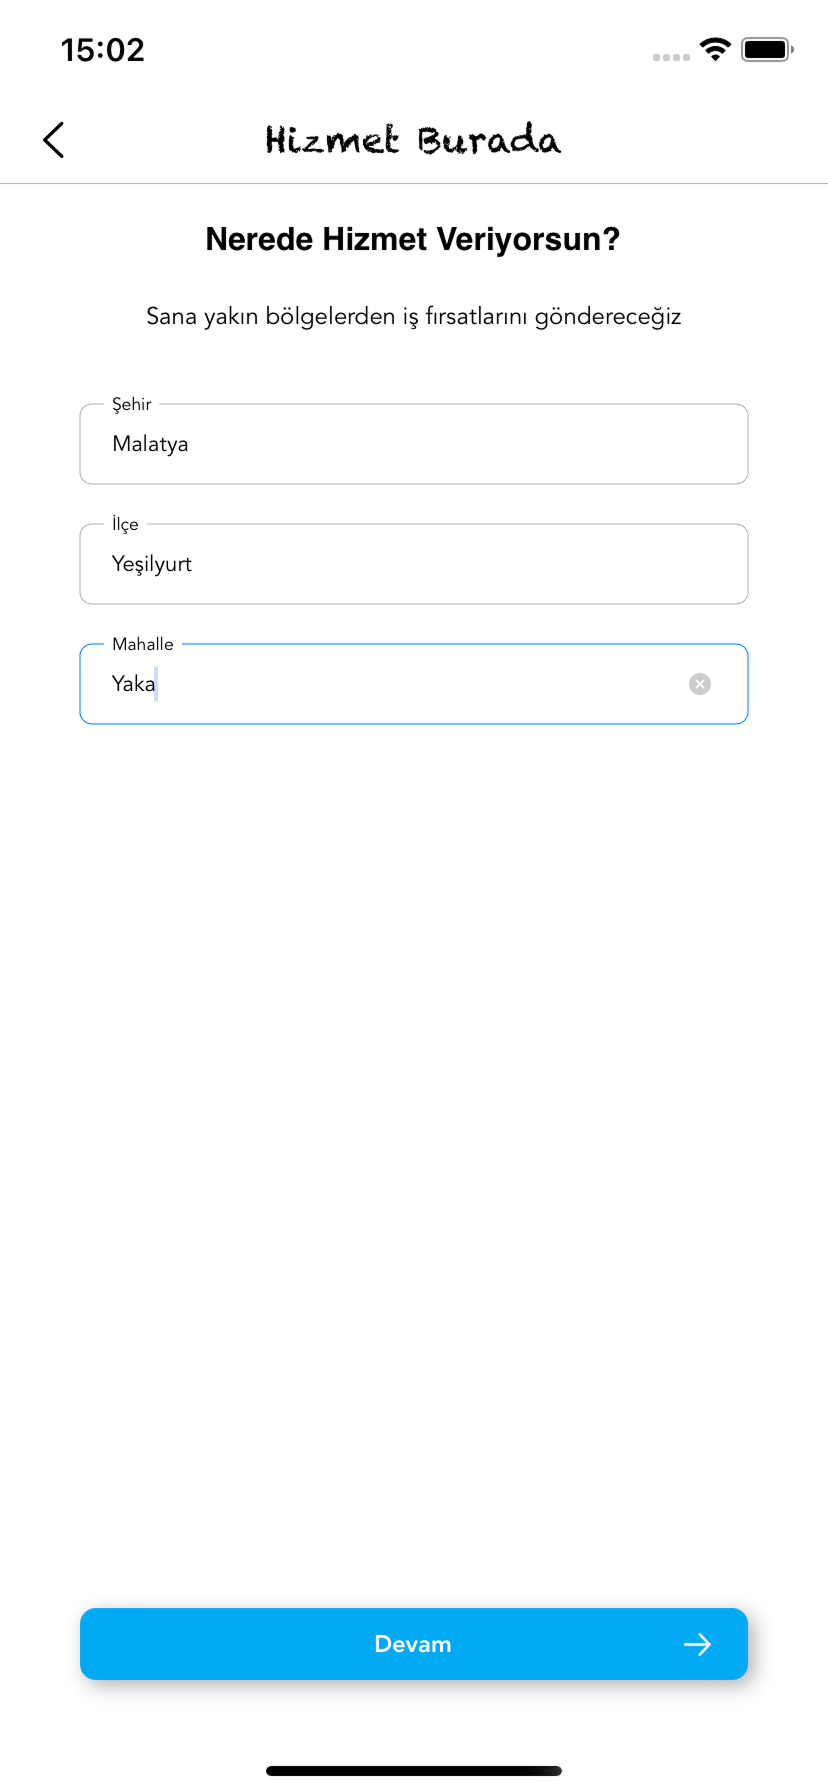 15:02
Hizmet Burada
Nerede Hizmet Veriyorsun?
Sana yakın bölgelerden iş fırsatlarını göndereceğiz
Şehir
Malatya
İlçe
Yeşilyurt
Mahalle
Yaka
Devam